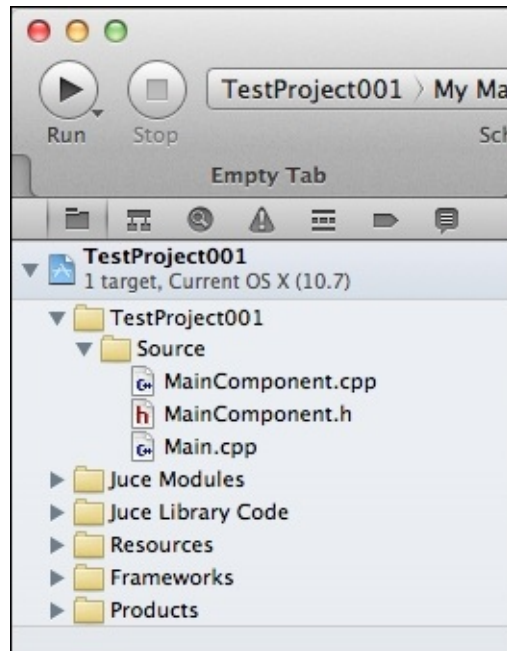 TestProject001 › My Ma
Run
Stop
Sch
Empty Tab
TestProject001
1 target, Current OS X (10.7)
TestProject001
Source
C++ MainComponent.cpp
h MainComponent.h
C++ Main.cpp
Juce Modules
Juce Library Code
Resources
Frameworks
Products